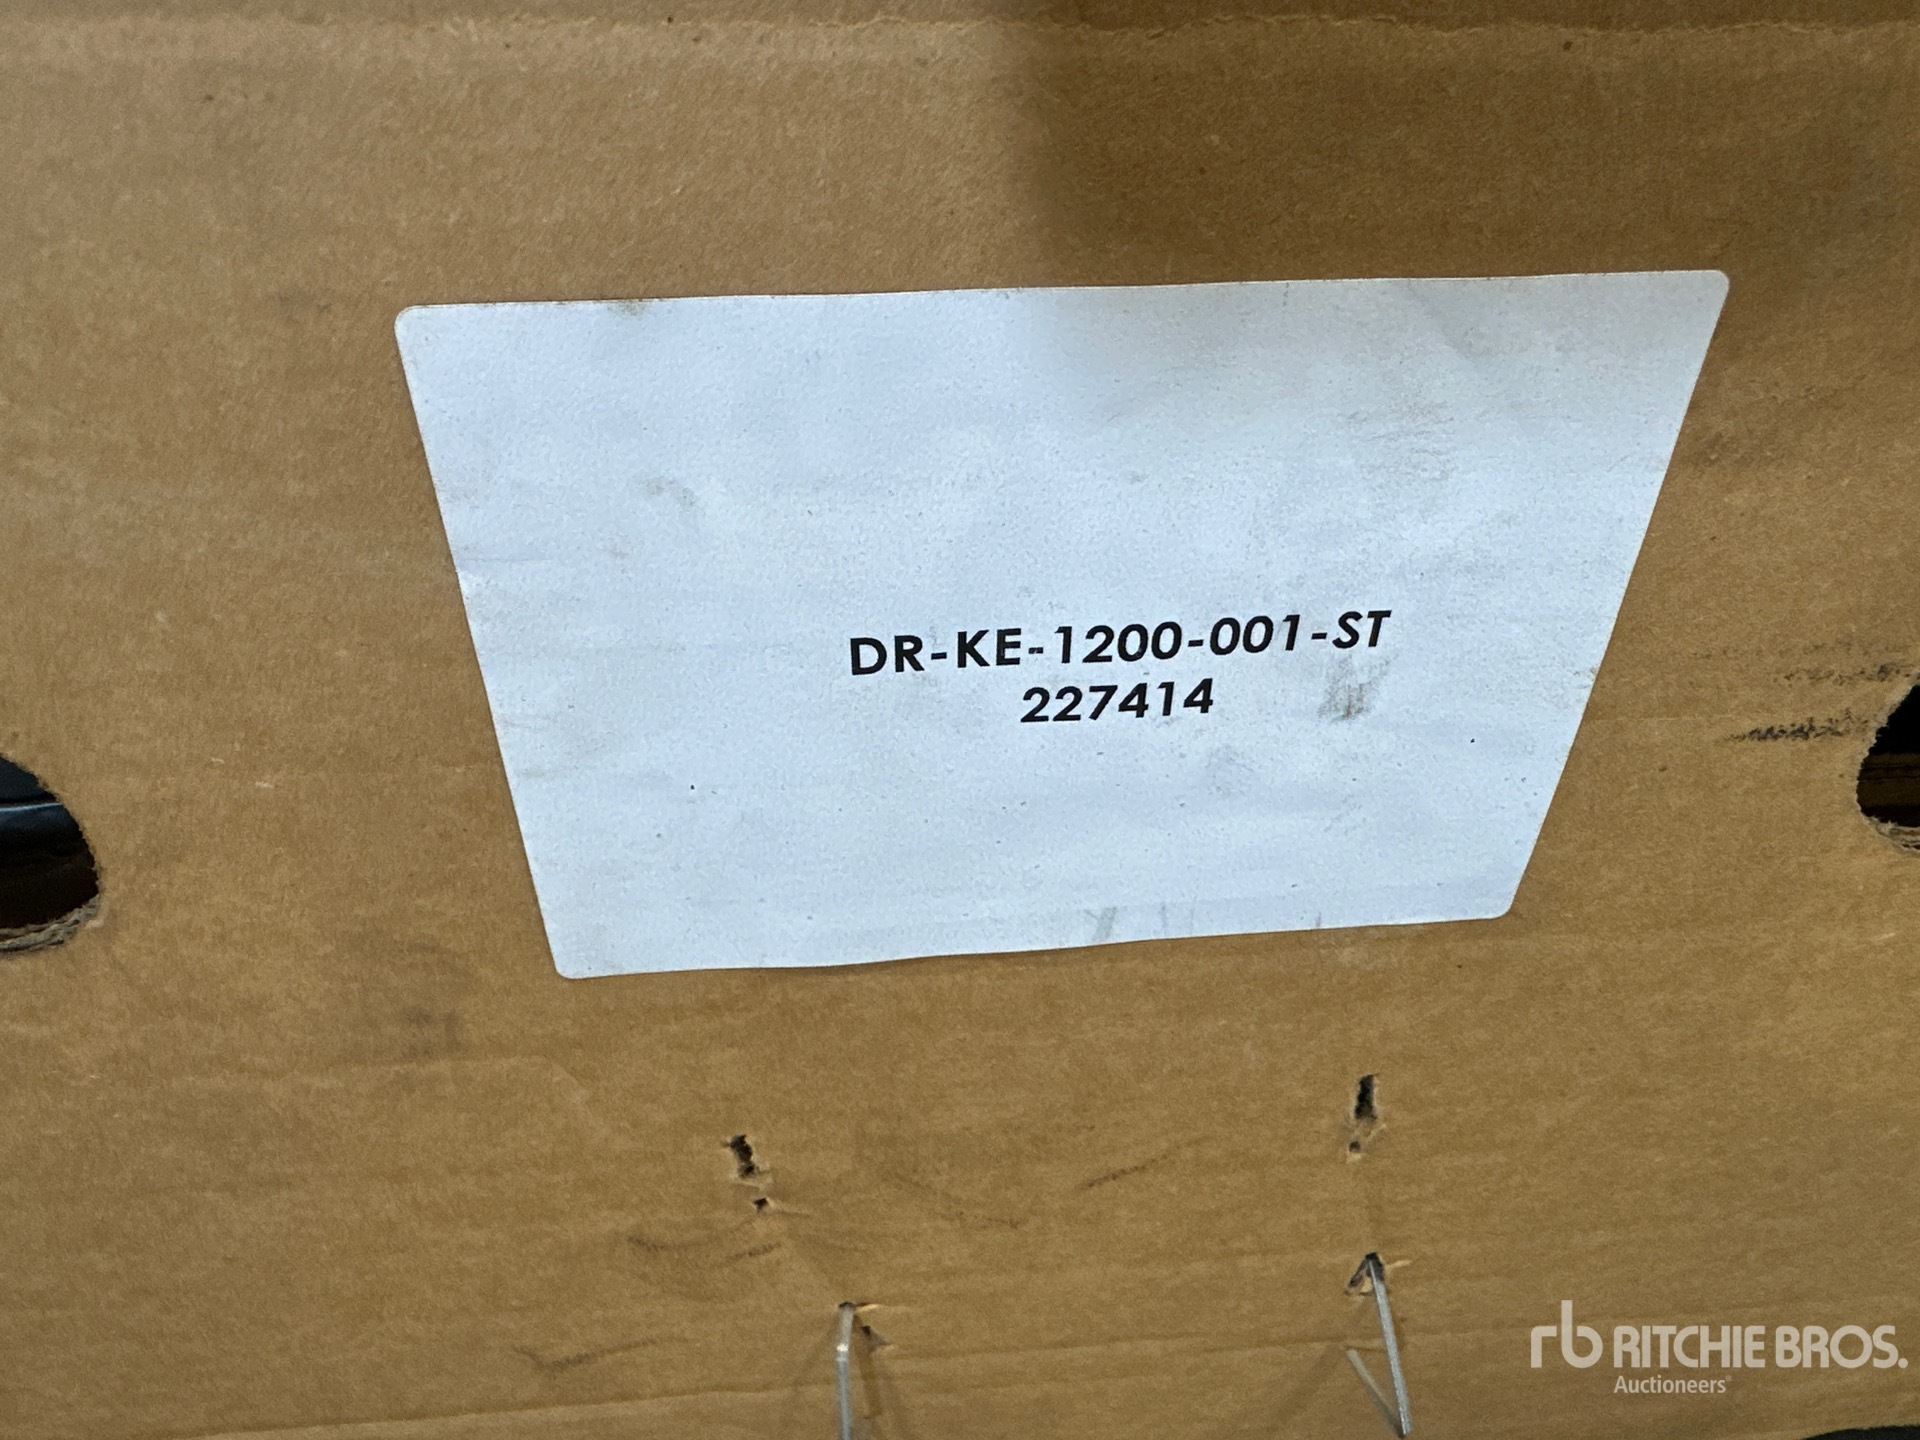 DR-KE-1200-001-ST
227414
rb RITCHIE BROS.
Auctioneers